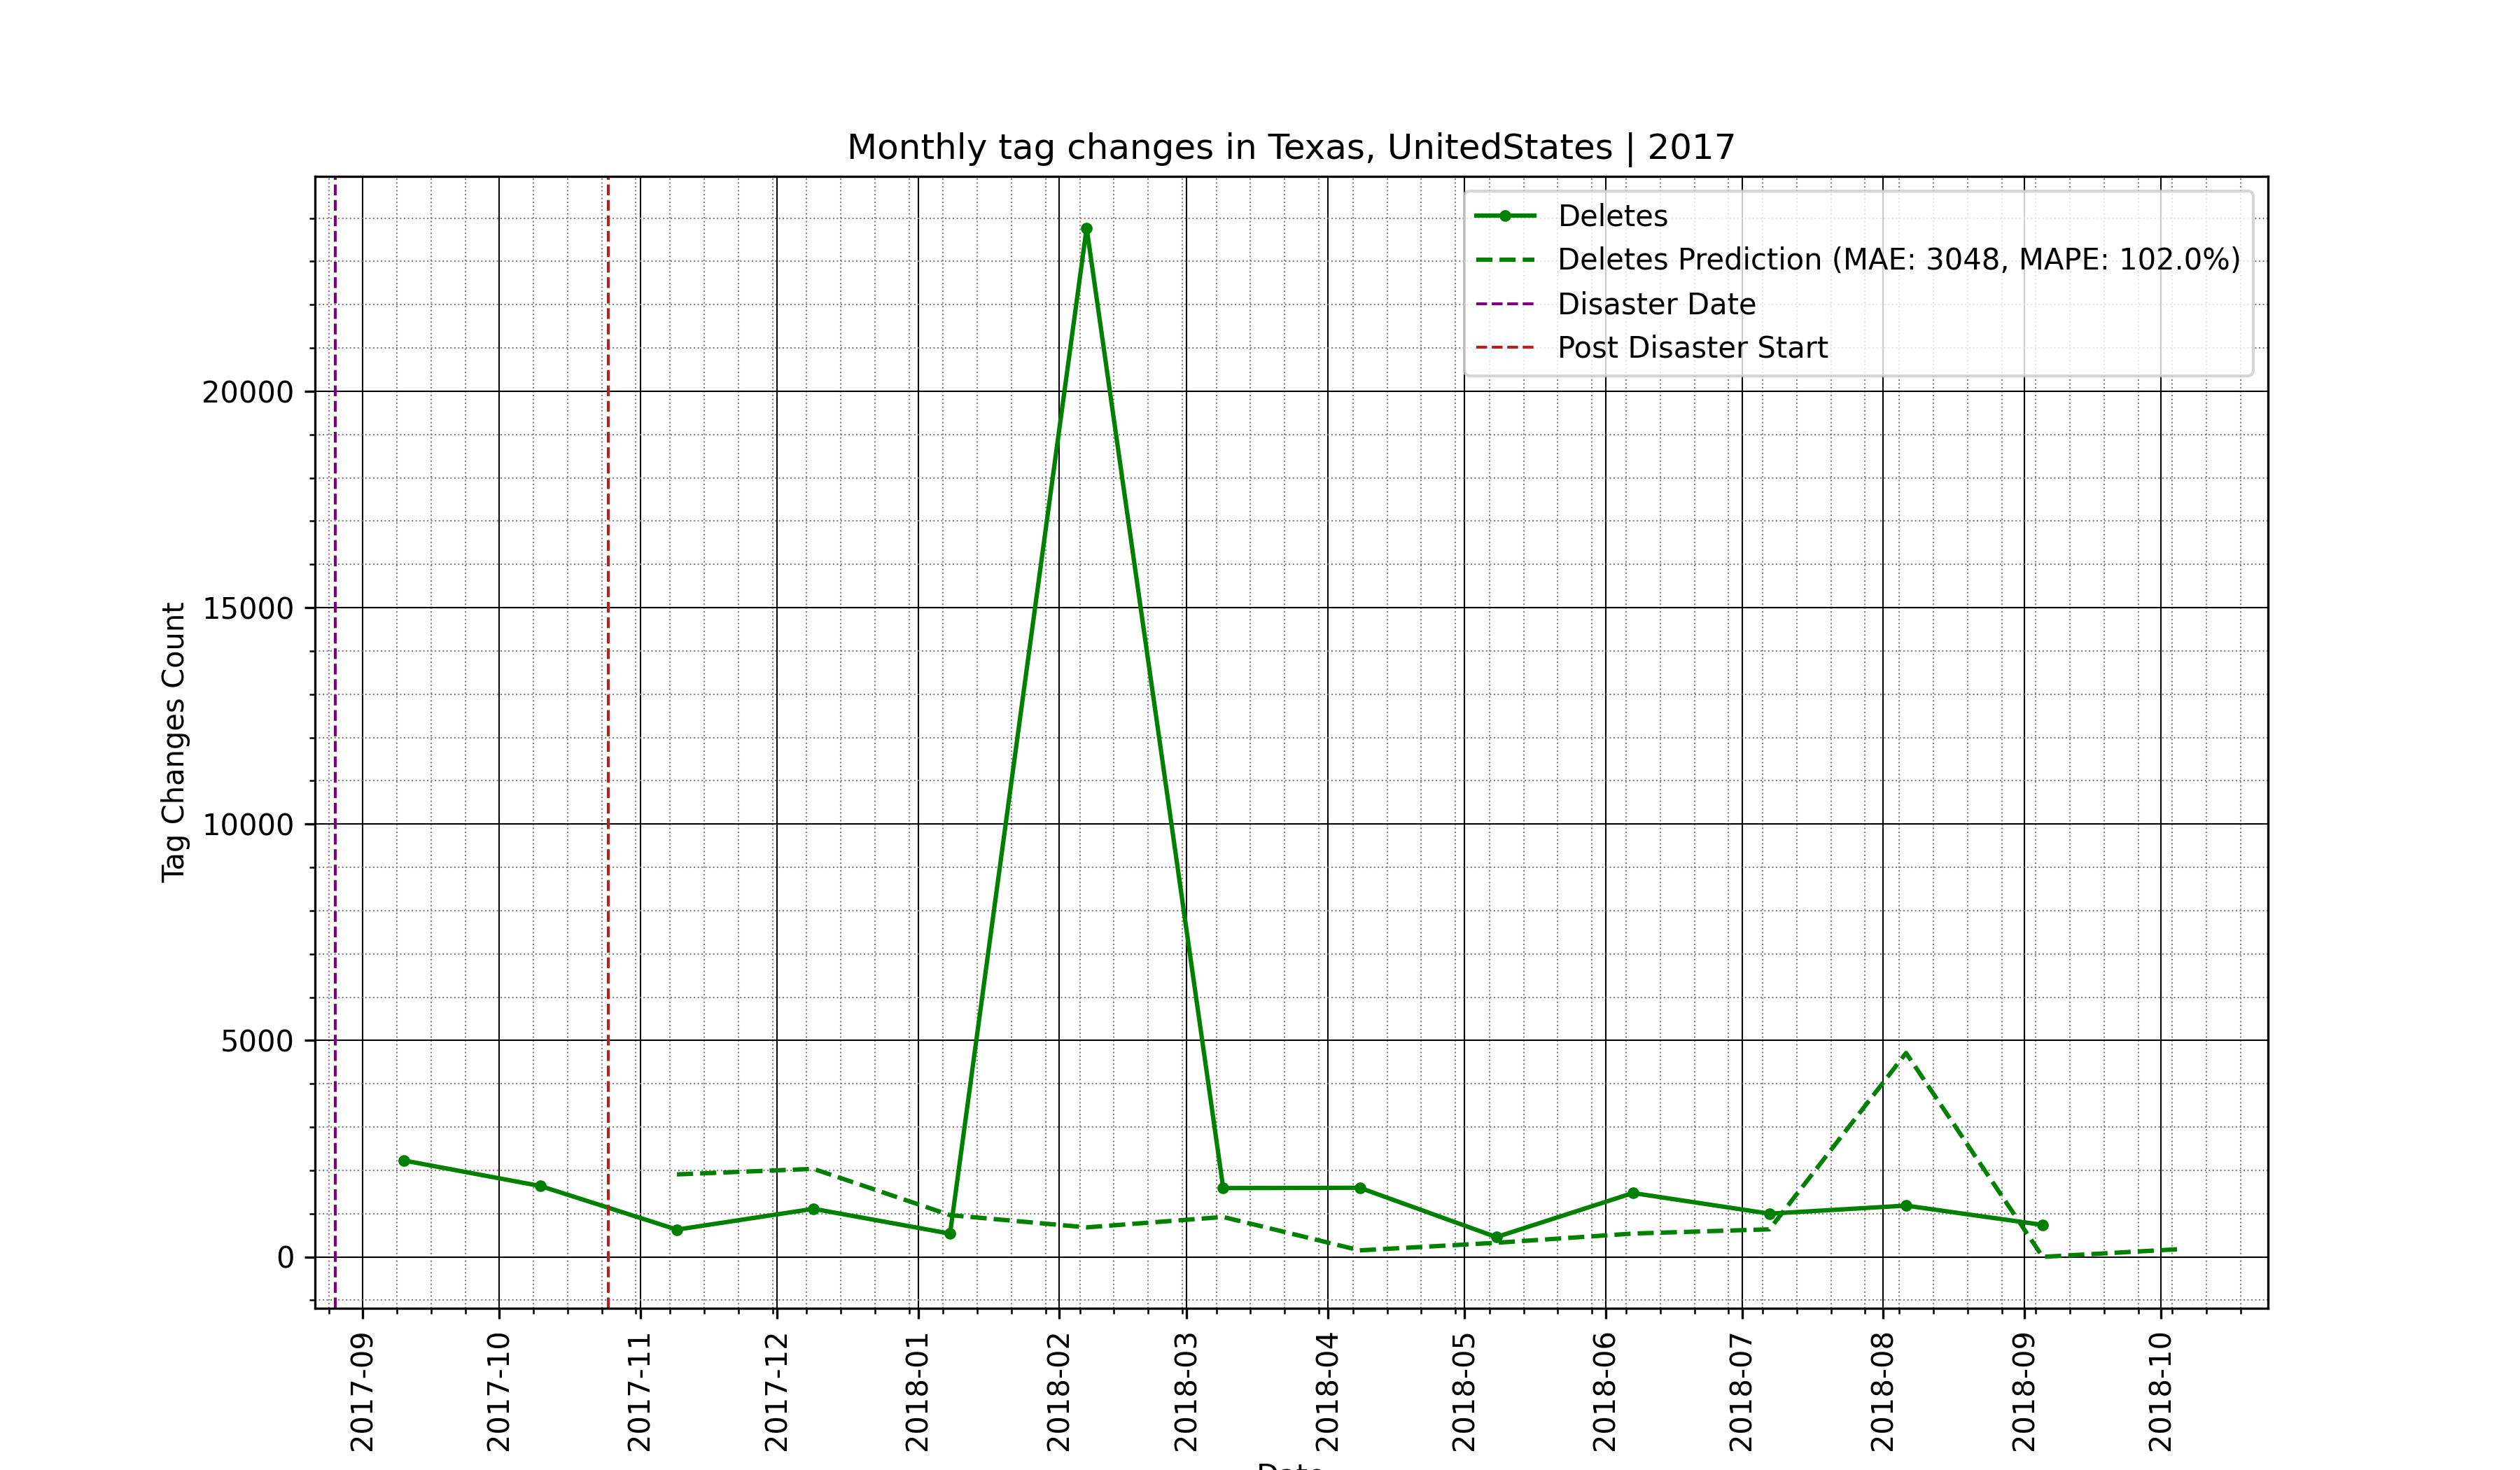 Monthly tag changes in Texas, UnitedStates | 2017
Deletes
Deletes Prediction (MAE: 3048, MAPE: 102.0%)
Disaster Date
Post Disaster Start
Tag Changes Count
20000
15000
10000
5000
0
2017-09
2017-10
2017-11
2017-12
2018-01
2018-02
2018-03
2018-04
2018-05
2018-06
2018-07
2018-08
2018-09
2018-10
Date